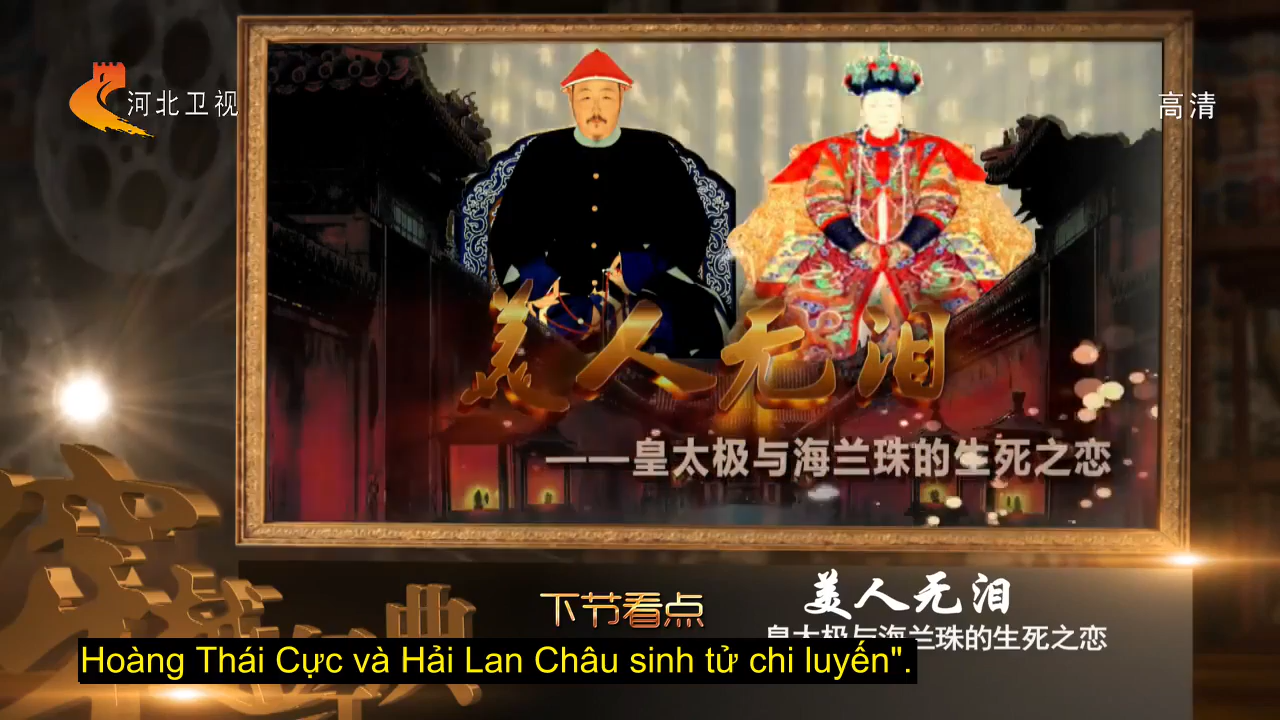 河北卫视
高清
美人无泪
——皇太极与海兰珠的生死之恋
下节看点
美人无泪
皇太极与海兰珠的生死之恋
Hoàng Thái Cực và Hải Lan Châu sinh tử chi luyến".